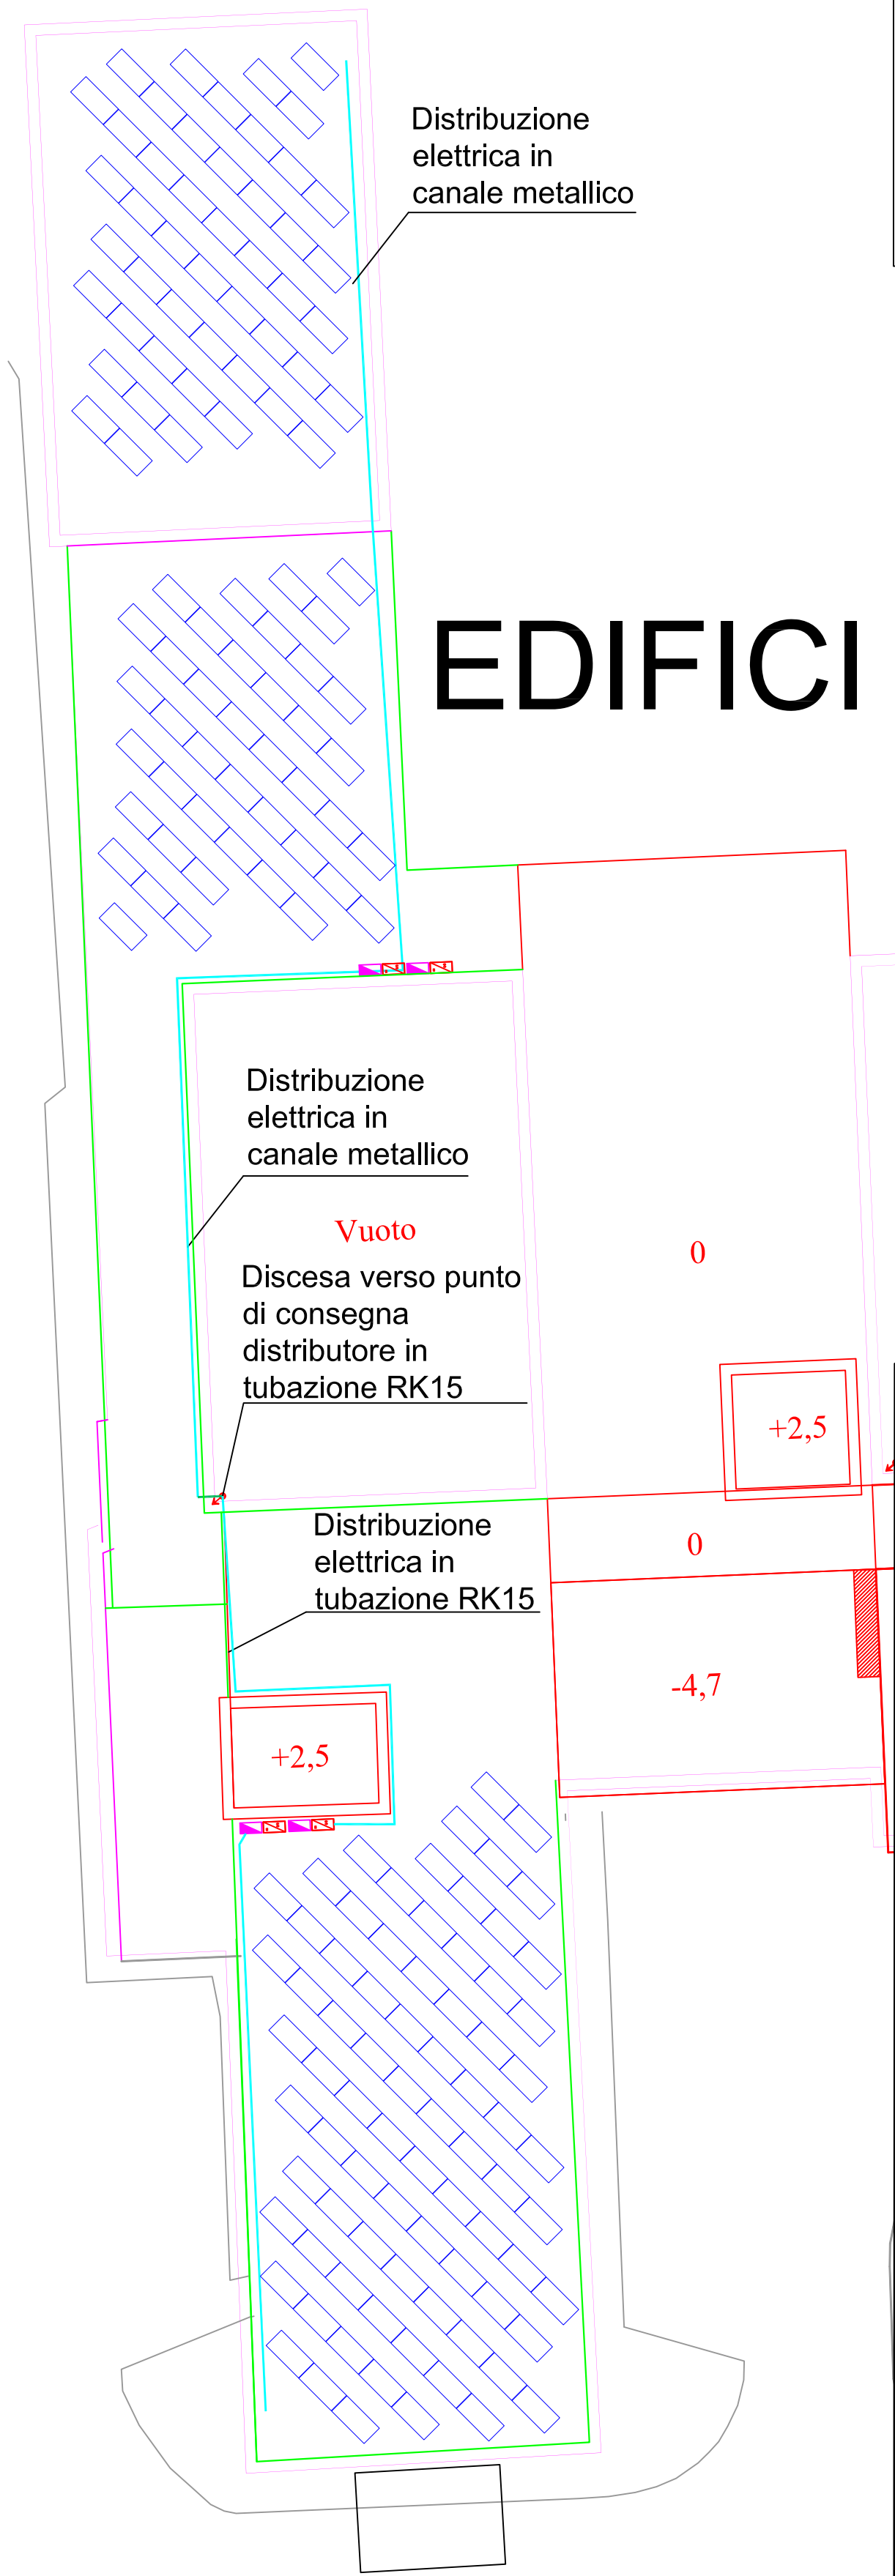 Distribuzione
elettrica in
canale metallico
EDIFICI
Distribuzione
elettrica in
canale metallico
Vuoto
0
Discesa verso punto
di consegna
distributore in
tubazione RK15
+2,5
Distribuzione
elettrica in
tubazione RK15
0
-4,7
+2,5